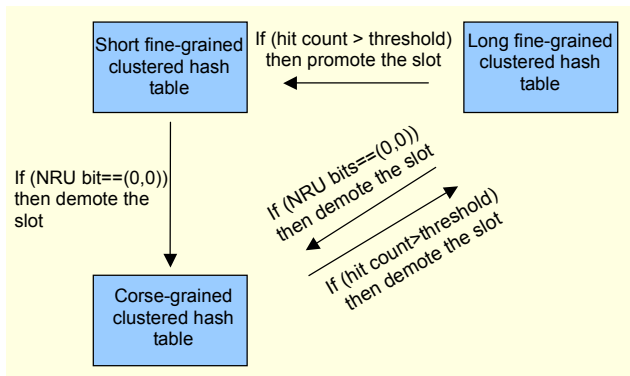 Short fine-grained
clustered hash
table
If (hit count > threshold)
then promote the slot
Long fine-grained
clustered hash
table
If (NRU bit==(0,0))
then demote the
slot
If (NRU bits==(0,0))
then demote the slot
If (hit count>threshold)
then demote the slot
Corse-grained
clustered hash
table